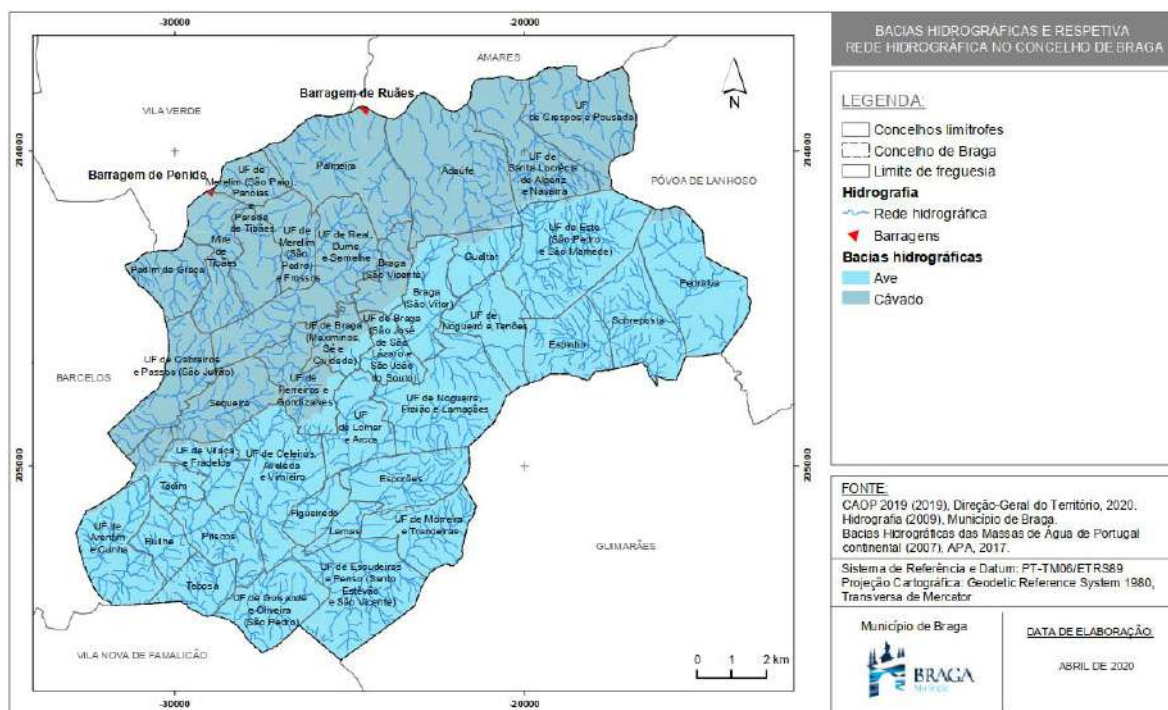 -30000
-20000
BACIAS HIDROGRÁFICAS E RESPETIVA
REDE HIDROGRÁFICA NO CONCELHO DE BRAGA
AMARES
Barragem de Ruães
N
VILA VERDE
UF
de Crespos e Pousada
214000
214000
Palmeira
Adaúfe
UF de
Santa Lucrécia
de Algeriz
e Navarra
Barragem de Penide
UF de
Merelim (São Paio)
Panoias
e
Parada
de Tibães
PÓVOA DE LANHOSO
Mire
de
Tibães
UF de
Merelim
(São
Pedro)
e Frossos
UF de Real,
Dume
e Semelhe
UF de Este
(São Pedro
e São Mamede)
Gualtar
Padim da Graça
Braga
(São Vicente)
Pedralva
Braga
(São Vitor)
UF de
Nogueiró e Tenões
Sobreposta
Espinho
UF de Braga
(Maximinos,
Sé e
Cividade)
UF de Braga
(São José
de São
Lázaro e
São João
do Souto)
UF de Cabreiros
e Passos (São Julião)
BARCELOS
UF de
Ferreiros e
Gondizalves
Sequeira
UF de Nogueira,
Fraião e Lamaçães
UF
de Lomar
e Arcos
UF de Vilaça
e Fradelos
UF de Celeirós,
Aveleda
e Vimieiro
205000
205000
Tadim
Esporões
Figueiredo
UF de
Arentim
e Cunha
Ruilhe
Priscos
Lamas
UF de Morreira
e Trandeiras
GUIMARÃES
Tebosa
UF de Escudeiros
e Penso (Santo
Estêvão
e São Vicente)
UF de Guisande
e Oliveira
(São Pedro)
VILA NOVA DE FAMALICÃO
0 1 2 km
-30000
-20000
LEGENDA:
Concelhos limítrofes
Concelho de Braga
Limite de freguesia
Hidrografia
Rede hidrográfica
Barragens
Bacias hidrográficas
Ave
Cávado
FONTE:
CAOP 2019 (2019), Direção-Geral do Território, 2020.
Hidrografia (2009), Município de Braga.
Bacias Hidrográficas das Massas de Água de Portugal
continental (2007), APA, 2017.
Sistema de Referência e Datum: PT-TM06/ETRS89
Projeção Cartográfica: Geodetic Reference System 1980,
Transversa de Mercator
Município de Braga
BRAGA
Município
DATA DE ELABORAÇÃO:
ABRIL DE 2020